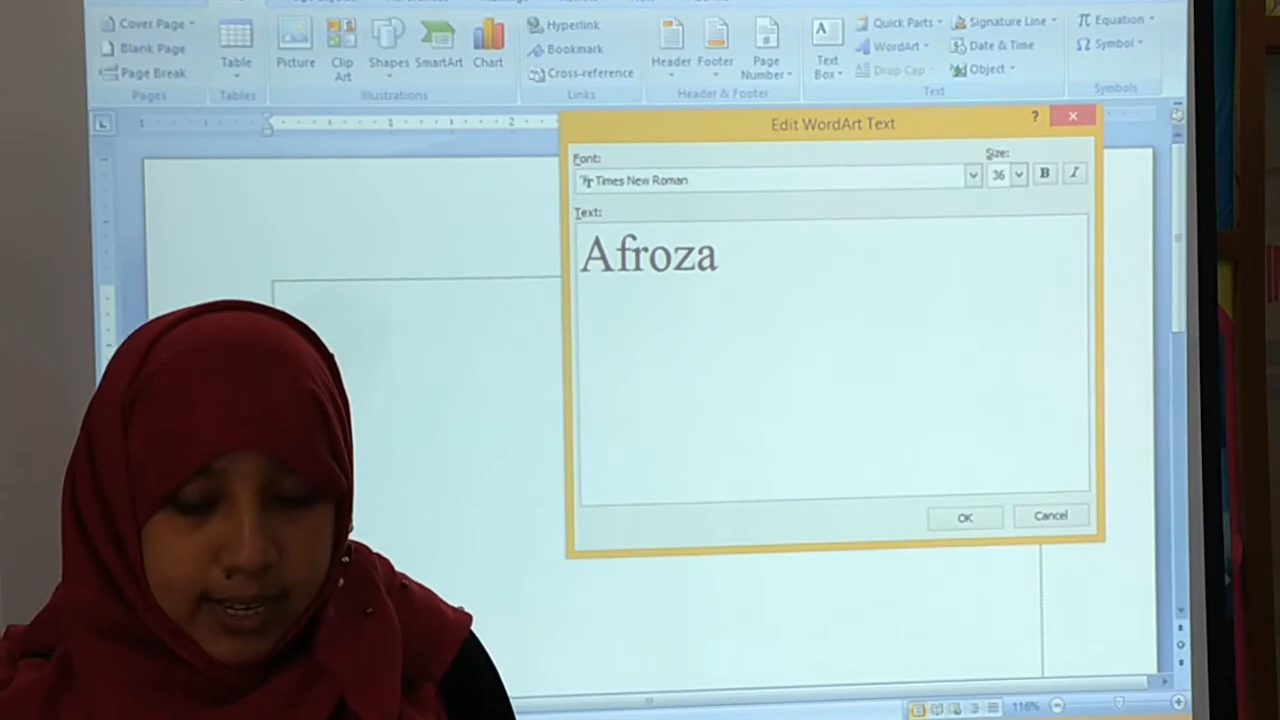 Cover Page
Blank Page
Page Break
Pages
Table
Tables
Picture
Clip Art
Shapes
SmartArt
Chart
Illustrations
Hyperlink
Bookmark
Cross-reference
Links
Header
Footer
Page Number
Header & Footer
Text Box
Quick Parts
WordArt
Drop Cap
Signature Line
Date & Time
Object
Text
Equation
Symbol
Symbols
Edit WordArt Text
?
Font:
Times New Roman
Size:
36
B
I
Text:
Afroza
OK
Cancel
116%